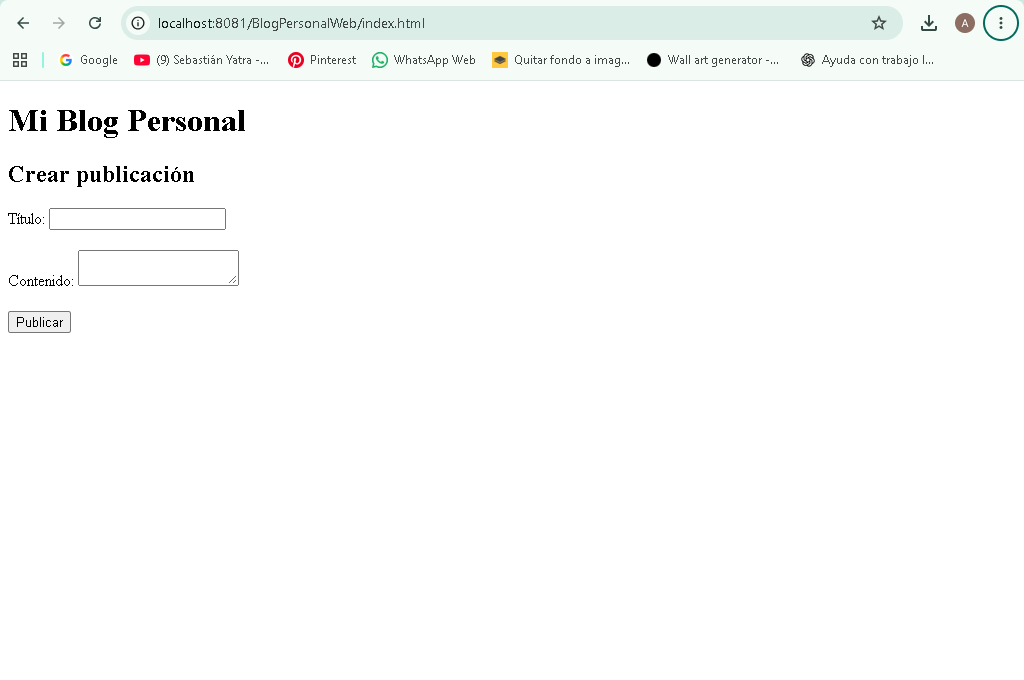 localhost:8081/BlogPersonalWeb/index.html
A
Google
(9) Sebastián Yatra -...
Pinterest
WhatsApp Web
Quitar fondo a imag...
Wall art generator -...
Ayuda con trabajo I...
Mi Blog Personal
Crear publicación
Título:
Contenido:
Publicar